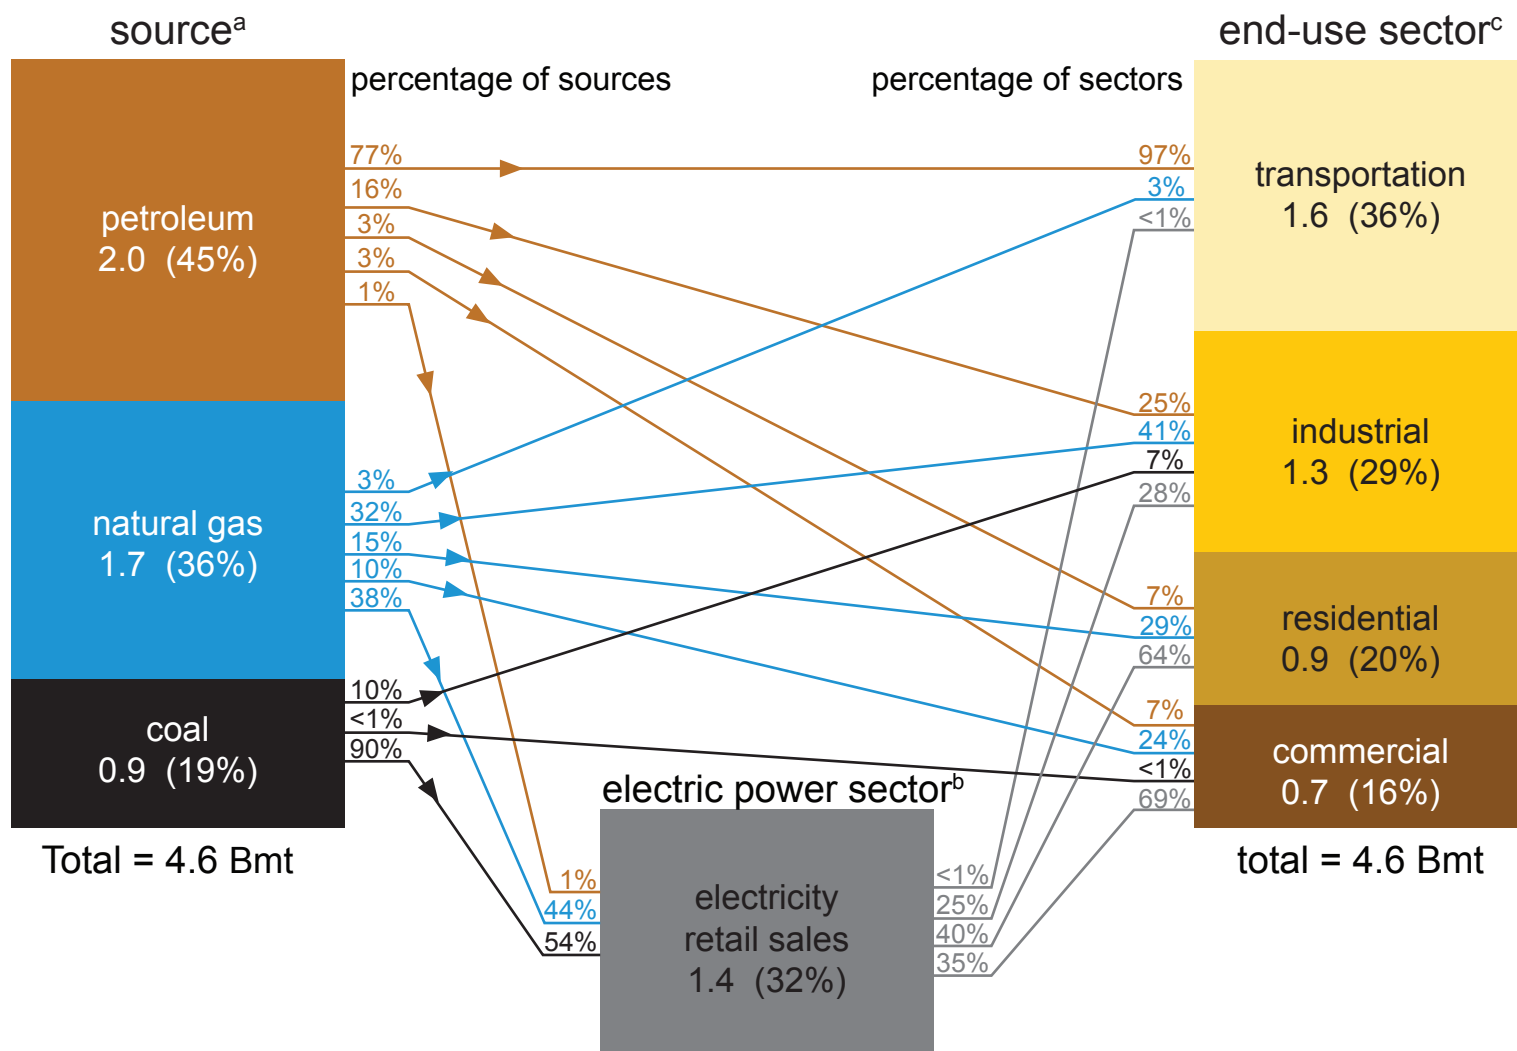 source^a
end-use sector^c
percentage of sources
percentage of sectors
petroleum
2.0 (45%)
77%
16%
3%
3%
1%
natural gas
1.7 (36%)
3%
32%
15%
10%
38%
coal
0.9 (19%)
10%
<1%
90%
Total = 4.6 Bmt
electric power sector^b
1%
44%
54%
electricity
retail sales
1.4 (32%)
<1%
25%
40%
35%
97%
3%
<1%
transportation
1.6 (36%)
25%
41%
7%
28%
industrial
1.3 (29%)
7%
29%
64%
residential
0.9 (20%)
7%
24%
<1%
69%
commercial
0.7 (16%)
total = 4.6 Bmt